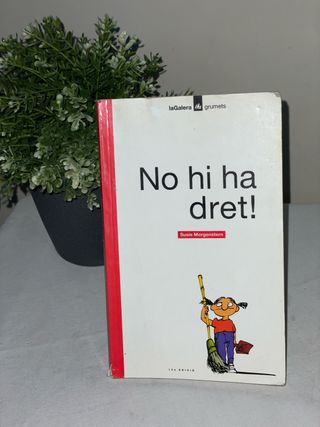 laGalera grumets
No hi ha
dret!
Susie Morgenstern